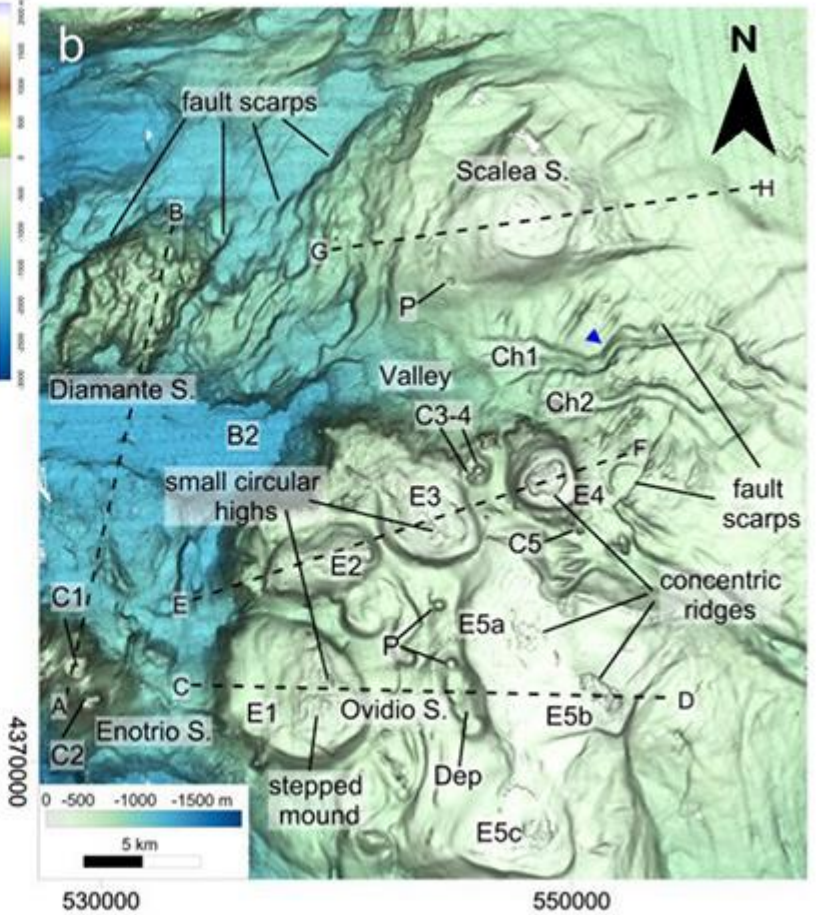 b
N
fault scarps
Scalea S.
B
H
G
P
Ch1
Valley
Diamante S.
Ch2
C3-4
B2
F
small circular
highs
E3
E4
fault
scarps
C5
E2
concentric
ridges
C1
E
E5a
P
C
D
A
E1
Ovidio S.
E5b
Enotrio S.
C2
Dep
stepped
mound
4370000
0 -500 -1000 -1500 m
5 km
E5c
530000
550000